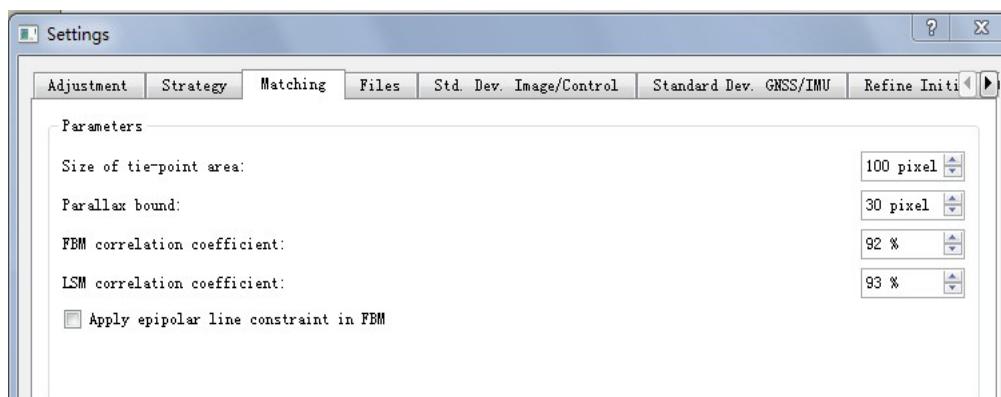 Settings
Adjustment Strategy Matching Files Std. Dev. Image/Control Standard Dev. GNSS/IMU Refine Initi
Parameters
Size of tie-point area: 100 pixel
Parallax bound: 30 pixel
FBM correlation coefficient: 92 %
LSM correlation coefficient: 93 %
Apply epipolar line constraint in FBM